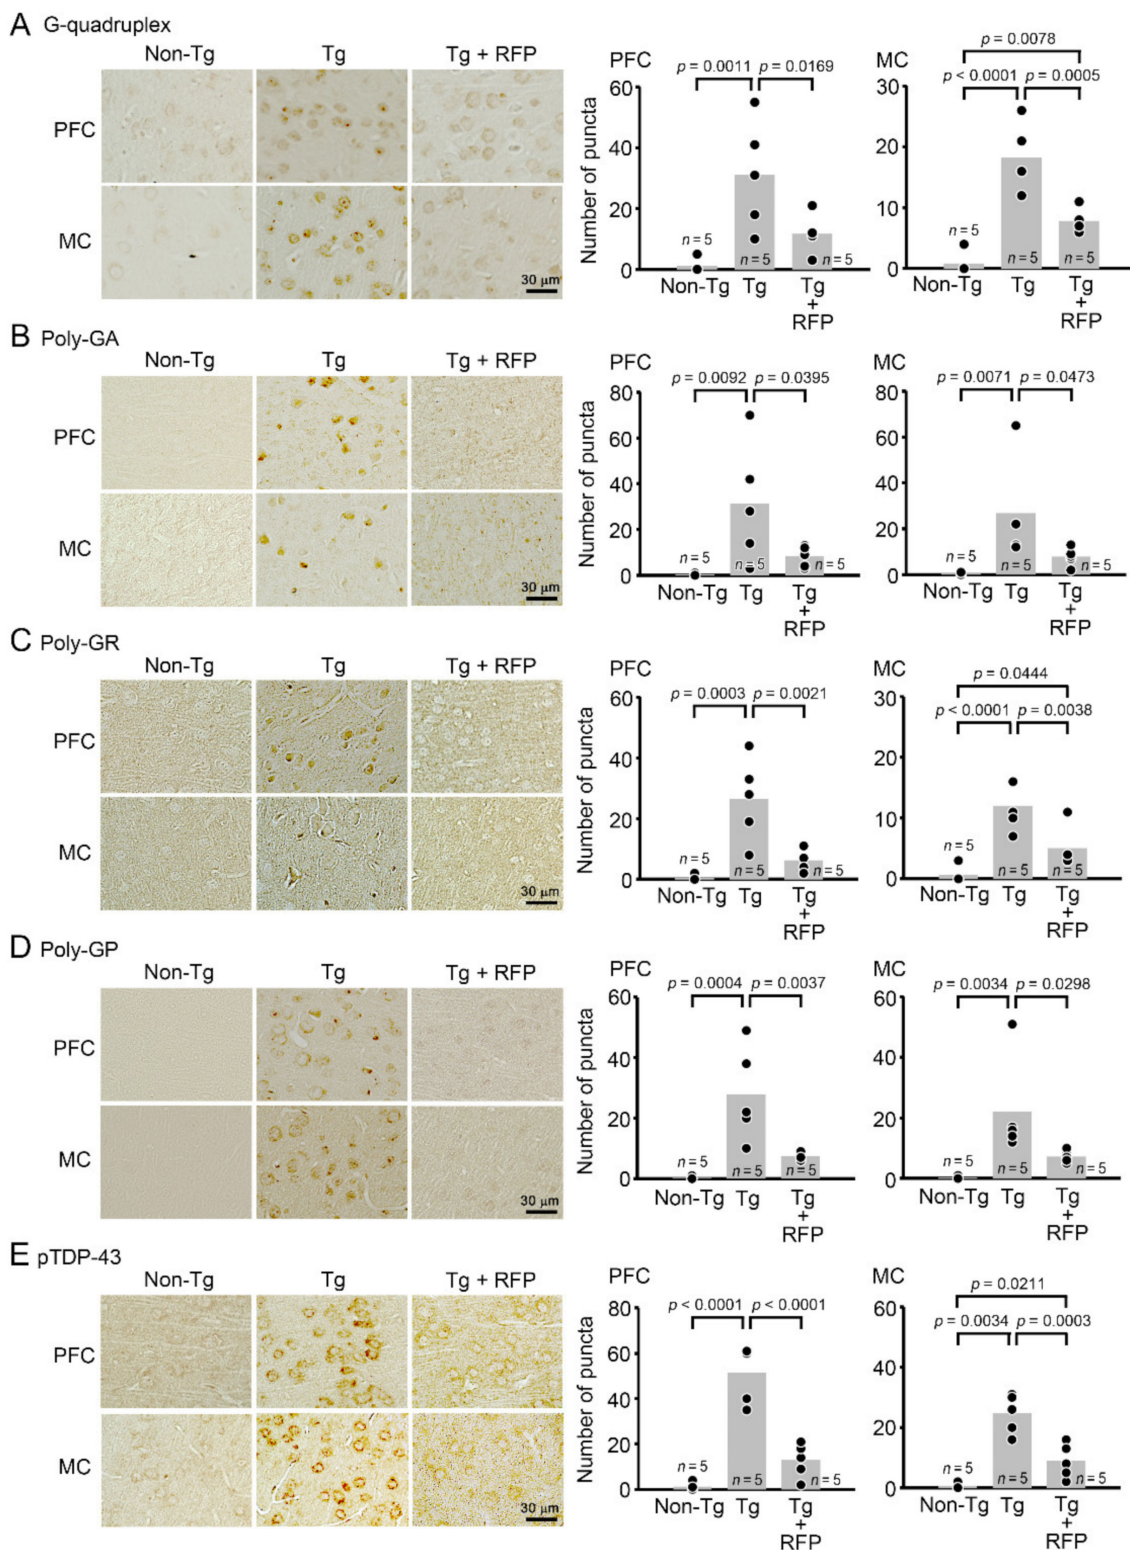 A G-quadruplex
Non-Tg Tg Tg + RFP
PFC
MC
30 µm
PFC
p = 0.0011 p = 0.0169
Number of puncta
60
40
20
0
n = 5 n = 5 n = 5
Non-Tg Tg Tg
+
RFP
MC
p = 0.0078
p < 0.0001 p = 0.0005
30
20
10
0
n = 5 n = 5 n = 5
Non-Tg Tg Tg
+
RFP
B Poly-GA
Non-Tg Tg Tg + RFP
PFC
MC
30 µm
PFC
p = 0.0092 p = 0.0395
Number of puncta
80
60
40
20
0
n = 5 n = 5 n = 5
Non-Tg Tg Tg
+
RFP
MC
p = 0.0071 p = 0.0473
80
60
40
20
0
n = 5 n = 5 n = 5
Non-Tg Tg Tg
+
RFP
C Poly-GR
Non-Tg Tg Tg + RFP
PFC
MC
30 µm
PFC
p = 0.0003 p = 0.0021
Number of puncta
60
40
20
0
n = 5 n = 5 n = 5
Non-Tg Tg Tg
+
RFP
MC
p = 0.0444
p < 0.0001 p = 0.0038
30
20
10
0
n = 5 n = 5 n = 5
Non-Tg Tg Tg
+
RFP
D Poly-GP
Non-Tg Tg Tg + RFP
PFC
MC
30 µm
PFC
p = 0.0004 p = 0.0037
Number of puncta
60
40
20
0
n = 5 n = 5 n = 5
Non-Tg Tg Tg
+
RFP
MC
p = 0.0034 p = 0.0298
60
40
20
0
n = 5 n = 5 n = 5
Non-Tg Tg Tg
+
RFP
E pTDP-43
Non-Tg Tg Tg + RFP
PFC
MC
30 µm
PFC
p < 0.0001 p < 0.0001
Number of puncta
80
60
40
20
0
n = 5 n = 5 n = 5
Non-Tg Tg Tg
+
RFP
MC
p = 0.0211
p = 0.0034 p = 0.0003
60
40
20
0
n = 5 n = 5 n = 5
Non-Tg Tg Tg
+
RFP